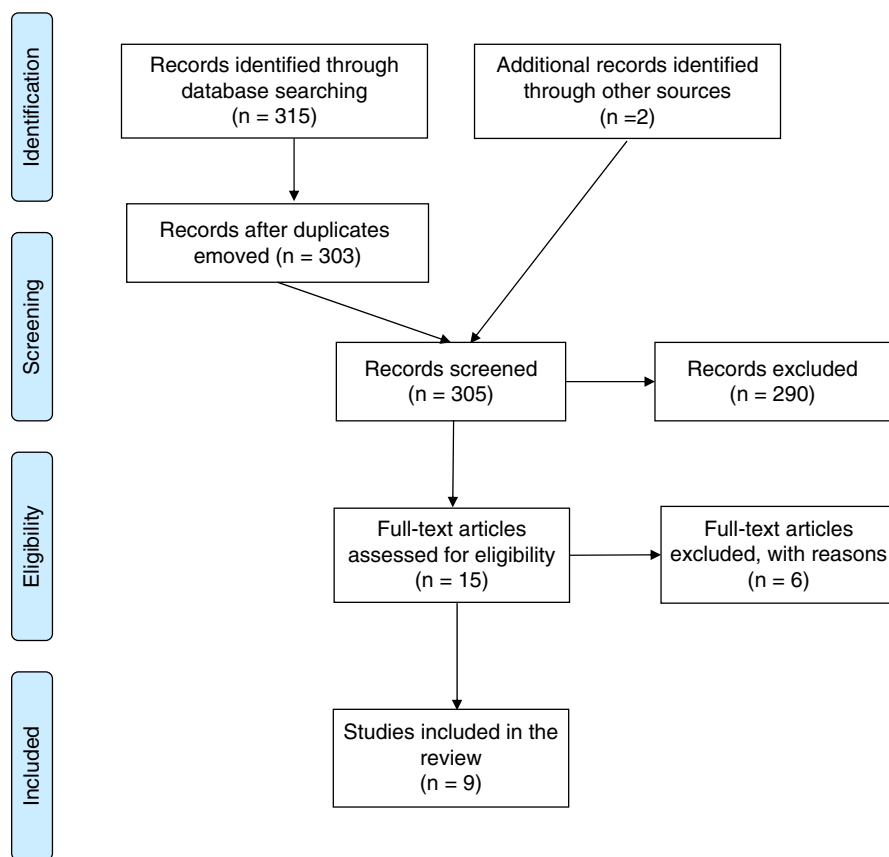 Identification
Records identified through
database searching
(n = 315)
Additional records identified
through other sources
(n =2)
Records after duplicates
emoved (n = 303)
Screening
Records screened
(n = 305)
Records excluded
(n = 290)
Eligibility
Full-text articles
assessed for eligibility
(n = 15)
Full-text articles
excluded, with reasons
(n = 6)
Included
Studies included in the
review
(n = 9)